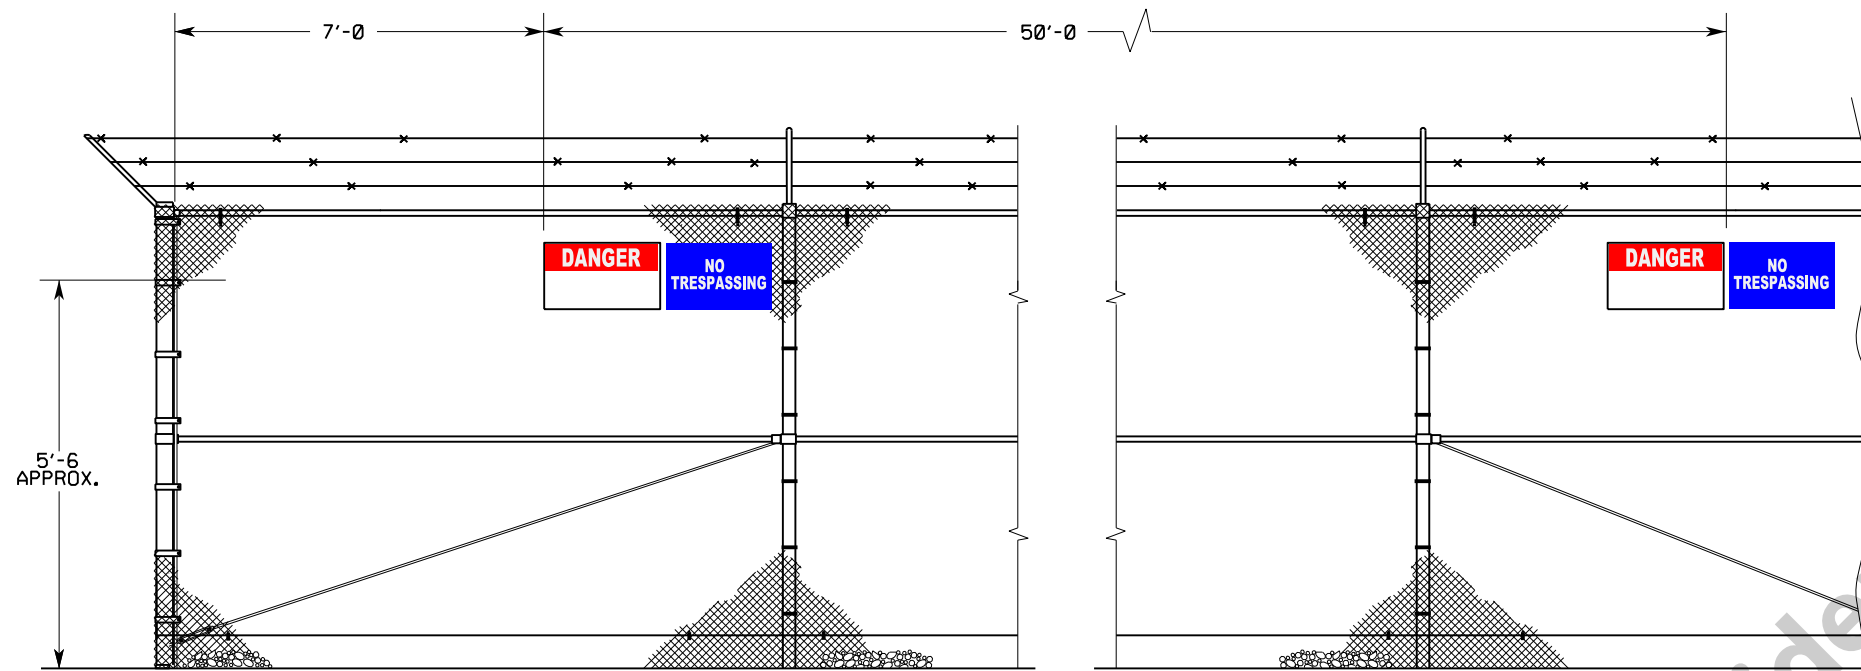 7'-0
50'-0
DANGER
NO
TRESPASSING
DANGER
NO
TRESPASSING
5'-6
APPROX.